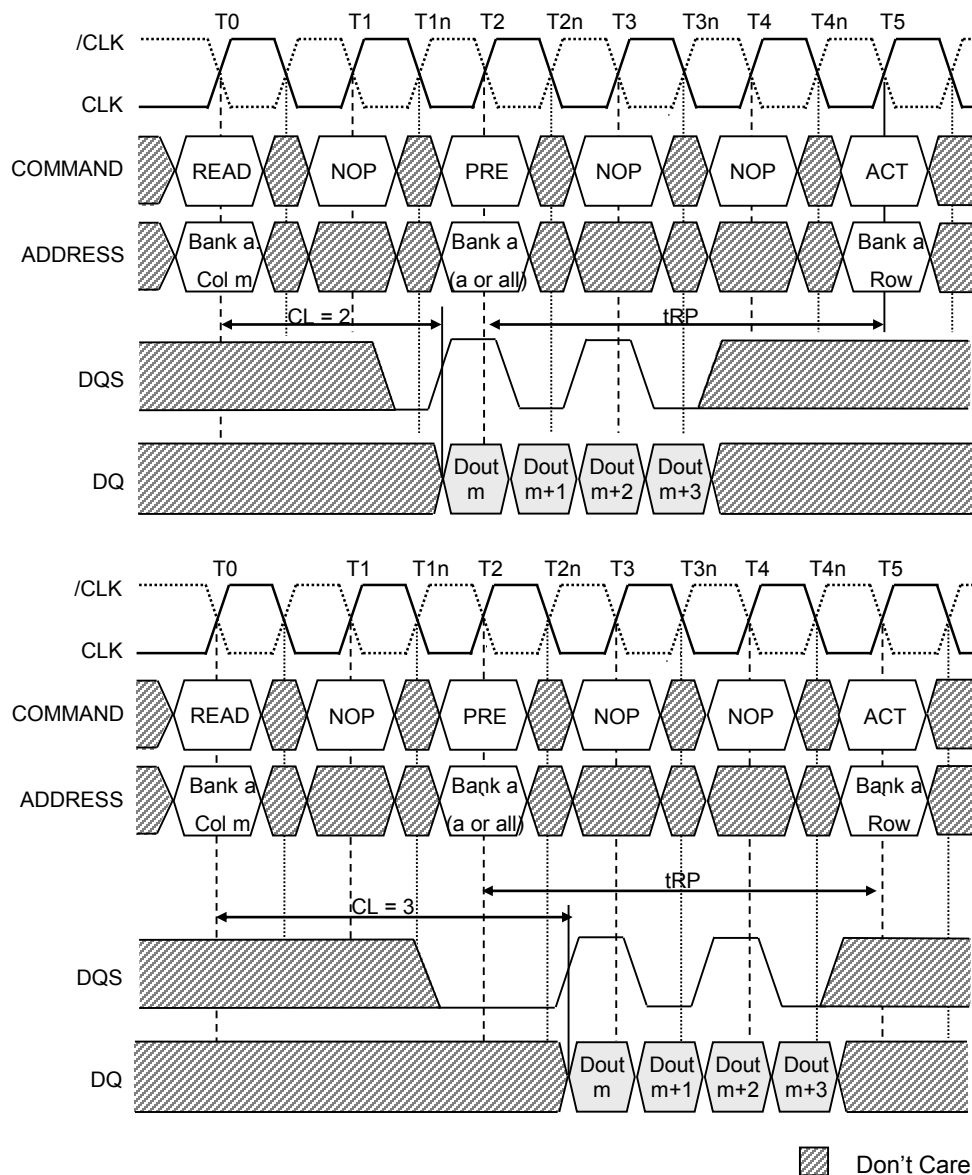 T0 T1 T1n T2 T2n T3 T3n T4 T4n T5
/CLK
CLK
COMMAND READ NOP PRE NOP NOP ACT
ADDRESS Bank a. Bank a Bank a
Col m (a or all) Row
CL = 2 tRP
DQS
DQ Dout Dout Dout Dout
m m+1 m+2 m+3
T0 T1 T1n T2 T2n T3 T3n T4 T4n T5
/CLK
CLK
COMMAND READ NOP PRE NOP NOP ACT
ADDRESS Bank a Bank a Bank a
Col m (a or all) Row
tRP
CL = 3
DQS
DQ Dout Dout Dout Dout
m m+1 m+2 m+3
Don't Care